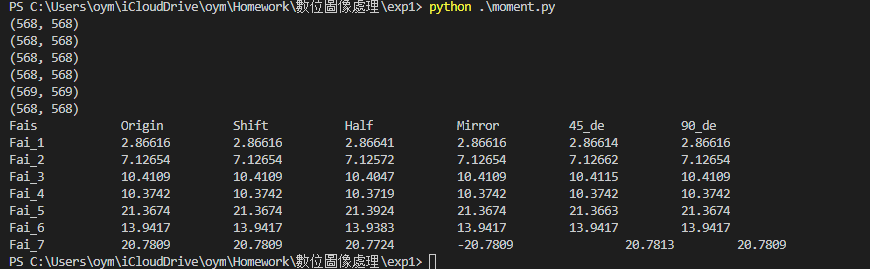 PS C:\Users\oym\iCloudDrive\oym\Homework\數位圖像處理\exp1> python .\moment.py
(568, 568)
(568, 568)
(568, 568)
(568, 568)
(569, 569)
(568, 568)
Fais Origin Shift Half Mirror 45_de 90_de
Fai_1 2.86616 2.86616 2.86641 2.86616 2.86614 2.86616
Fai_2 7.12654 7.12654 7.12572 7.12654 7.12662 7.12654
Fai_3 10.4109 10.4109 10.4047 10.4109 10.4115 10.4109
Fai_4 10.3742 10.3742 10.3719 10.3742 10.3742 10.3742
Fai_5 21.3674 21.3674 21.3924 21.3674 21.3663 21.3674
Fai_6 13.9417 13.9417 13.9383 13.9417 13.9417 13.9417
Fai_7 20.7809 20.7809 20.7724 -20.7809 20.7813 20.7809
PS C:\Users\oym\iCloudDrive\oym\Homework\數位圖像處理\exp1>